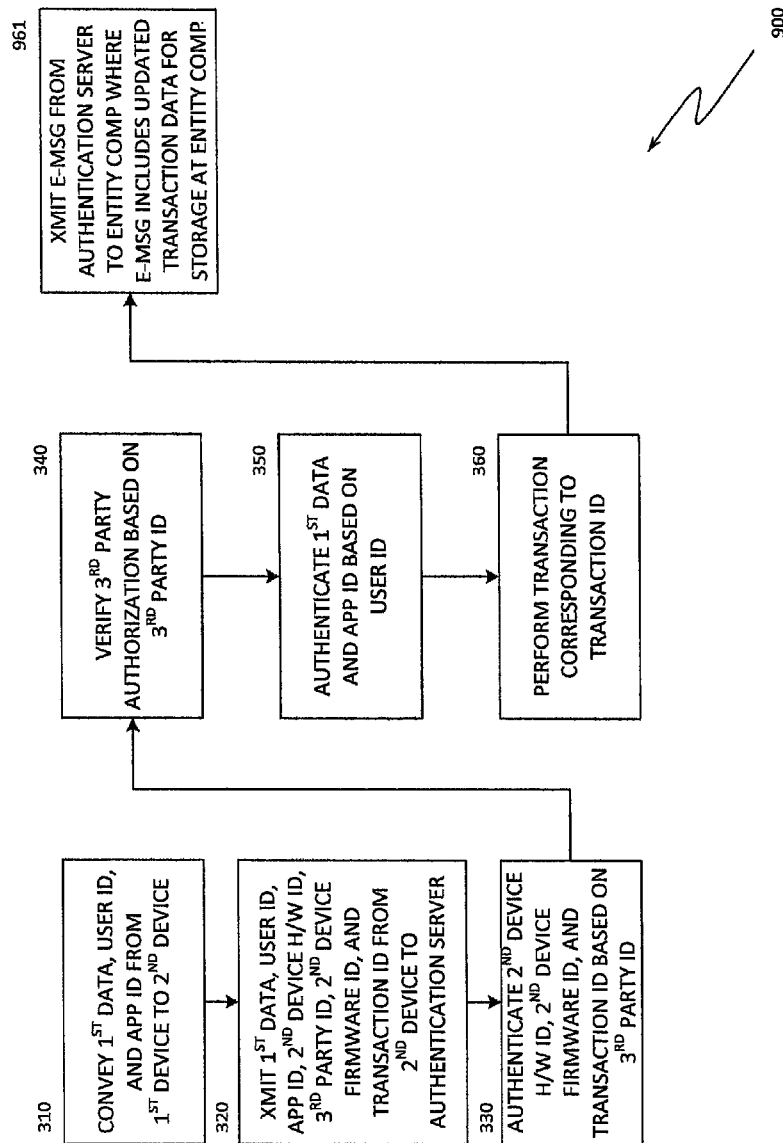 310
CONVEY 1ST DATA, USER ID,
AND APP ID FROM
1ST DEVICE TO 2ND DEVICE
320
XMIT 1ST DATA, USER ID,
APP ID, 2ND DEVICE H/W ID,
3RD PARTY ID, 2ND DEVICE
FIRMWARE ID, AND
TRANSACTION ID FROM
2ND DEVICE TO
AUTHENTICATION SERVER
330
AUTHENTICATE 2ND DEVICE
H/W ID, 2ND DEVICE
FIRMWARE ID, AND
TRANSACTION ID BASED ON
3RD PARTY ID
340
VERIFY 3RD PARTY
AUTHORIZATION BASED ON
3RD PARTY ID
350
AUTHENTICATE 1ST DATA
AND APP ID BASED ON
USER ID
360
PERFORM TRANSACTION
CORRESPONDING TO
TRANSACTION ID
961
XMIT E-MSG FROM
AUTHENTICATION SERVER
TO ENTITY COMP WHERE
E-MSG INCLUDES UPDATED
TRANSACTION DATA FOR
STORAGE AT ENTITY COMP.
900